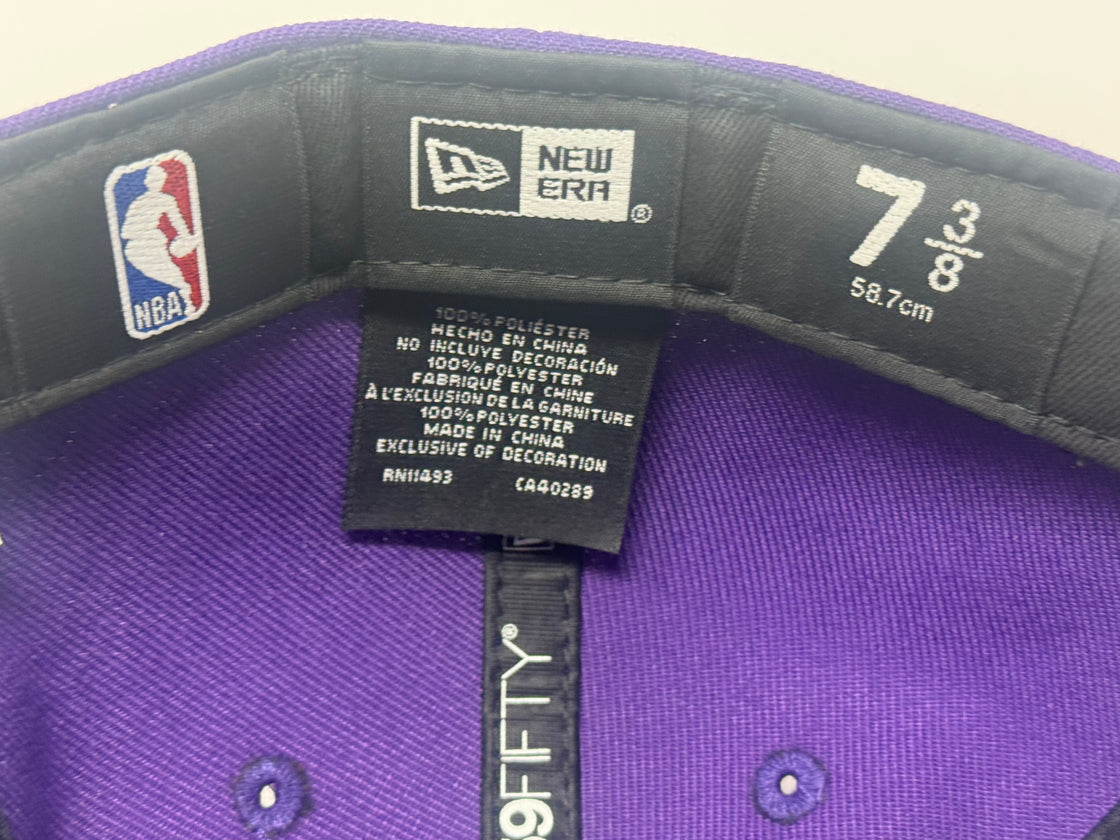 NBA
NEW
ERA
®
7 3/8
58.7cm
100% POLIÉSTER
HECHO EN CHINA
NO INCLUYE DECORACIÓN
100% POLYESTER
FABRIQUÉ EN CHINE
À L'EXCLUSION DE LA GARNITURE
100% POLYESTER
MADE IN CHINA
EXCLUSIVE OF DECORATION
RN11493 CA40289
9FIFTY®